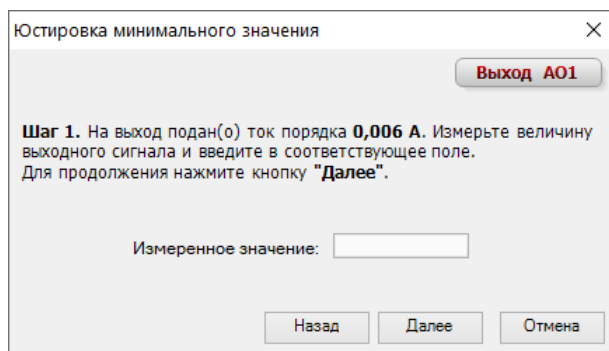 Юстировка минимального значения
Выход AO1
Шаг 1. На выход подан(о) ток порядка 0,006 А. Измерьте величину
выходного сигнала и введите в соответствующее поле.
Для продолжения нажмите кнопку "Далее".
Измеренное значение:
Назад Далее Отмена